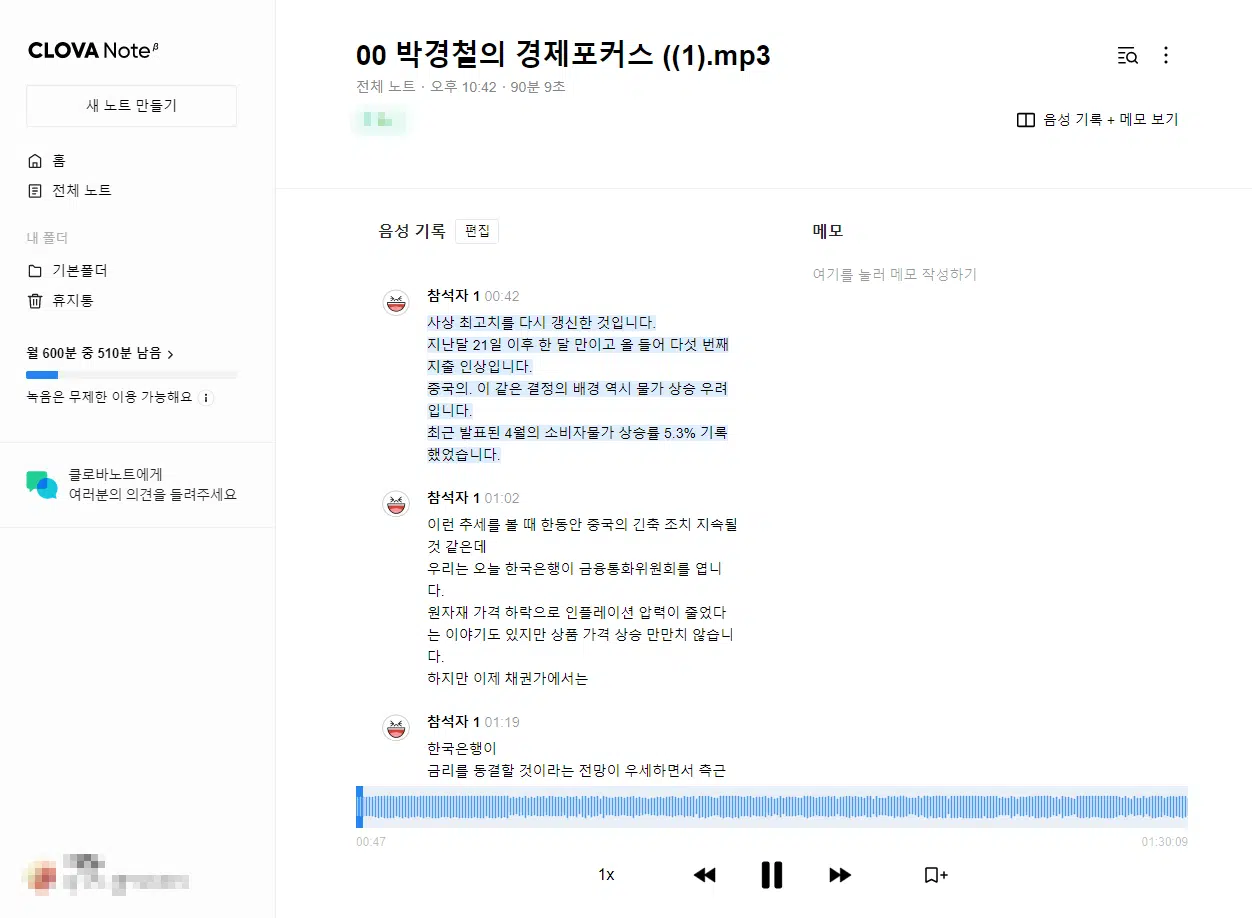 CLOVA Note β
새 노트 만들기
홈
전체 노트
내 폴더
기본폴더
휴지통
월 600분 중 510분 남음 >
녹음은 무제한 이용 가능해요
클로바노트에게
여러분의 의견을 들려주세요
00 박경철의 경제포커스 ((1).mp3
전체 노트 · 오후 10:42 · 90분 9초
음성 기록 + 메모 보기
음성 기록 편집
참석자 1 00:42
사상 최고치를 다시 갱신한 것입니다.
지난달 21일 이후 한 달 만이고 올 들어 다섯 번째
지출 인상입니다.
중국의. 이 같은 결정의 배경 역시 물가 상승 우려
입니다.
최근 발표된 4월의 소비자물가 상승률 5.3% 기록
했었습니다.
참석자 1 01:02
이런 추세를 볼 때 한동안 중국의 긴축 조치 지속될
것 같은데
우리는 오늘 한국은행이 금융통화위원회를 엽니
다.
원자재 가격 하락으로 인플레이션 압력이 줄었다
는 이야기도 있지만 상품 가격 상승 만만치 않습니
다.
하지만 이제 채권가에서는
참석자 1 01:19
한국은행이
금리를 동결할 것이라는 전망이 우세하면서 측근
메모
여기를 눌러 메모 작성하기
00:47
01:30:09
1x